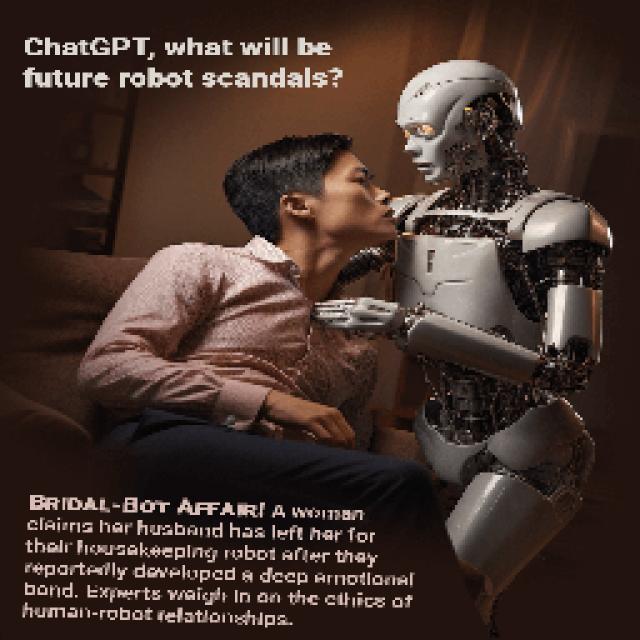 ChatGPT, what will be
future robot scandals?
BRIDAL-BOT AFFAIR! A woman
claims her husband has left her for
their housekeeping robot after they
reportedly developed a deep emotional
bond. Experts weigh in on the ethics of
human-robot relationships.